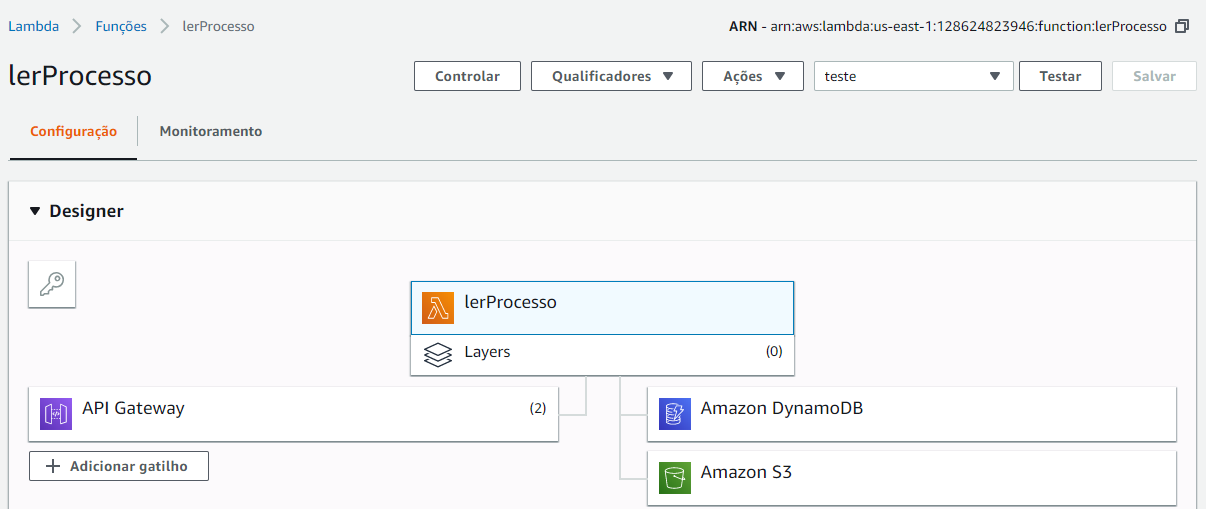 Lambda > Funções > lerProcesso
ARN - arn:aws:lambda:us-east-1:128624823946:function:lerProcesso
lerProcesso
Controlar
Qualificadores
Ações
teste
Testar
Salvar
Configuração
Monitoramento
Designer
lerProcesso
Layers (0)
API Gateway (2)
Adicionar gatilho
Amazon DynamoDB
Amazon S3